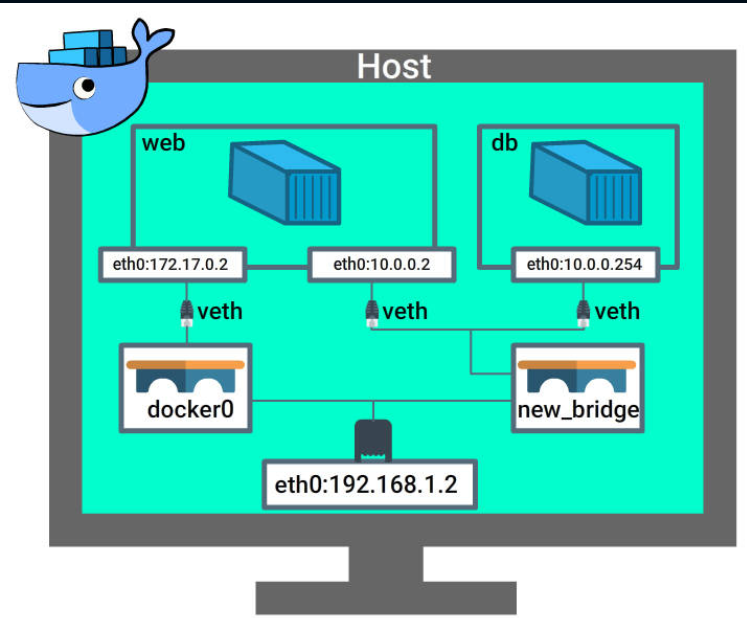 Host
web
db
eth0:172.17.0.2
eth0:10.0.0.2
eth0:10.0.0.254
veth
veth
veth
docker0
new_bridge
eth0:192.168.1.2